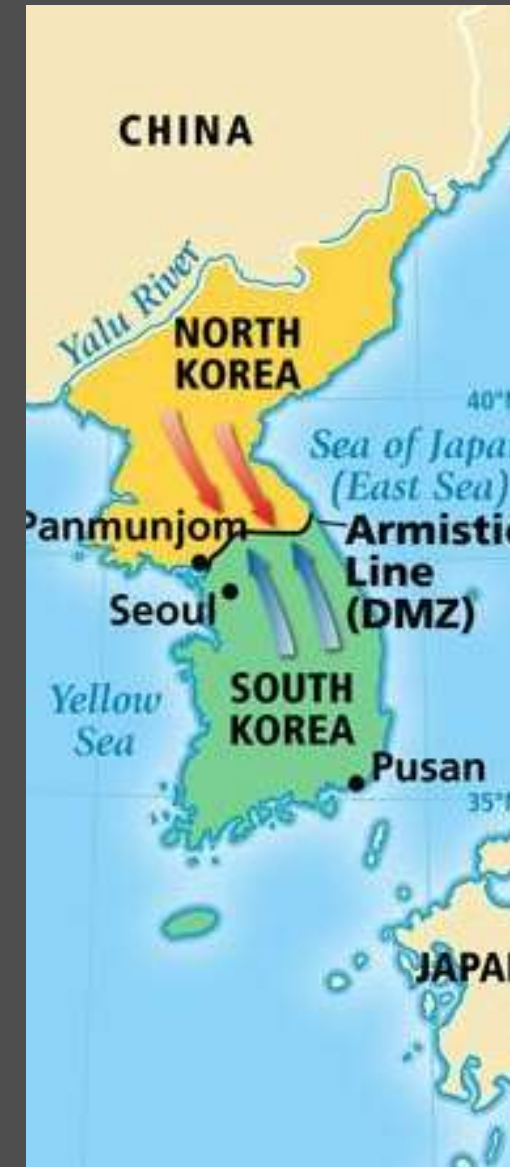 CHINA
Yalu River
NORTH
KOREA
40°N
Sea of Japa
(East Sea)
Panmunjom
Armistic
Line
(DMZ)
Seoul
SOUTH
KOREA
Yellow
Sea
Pusan
35°N
JAPA